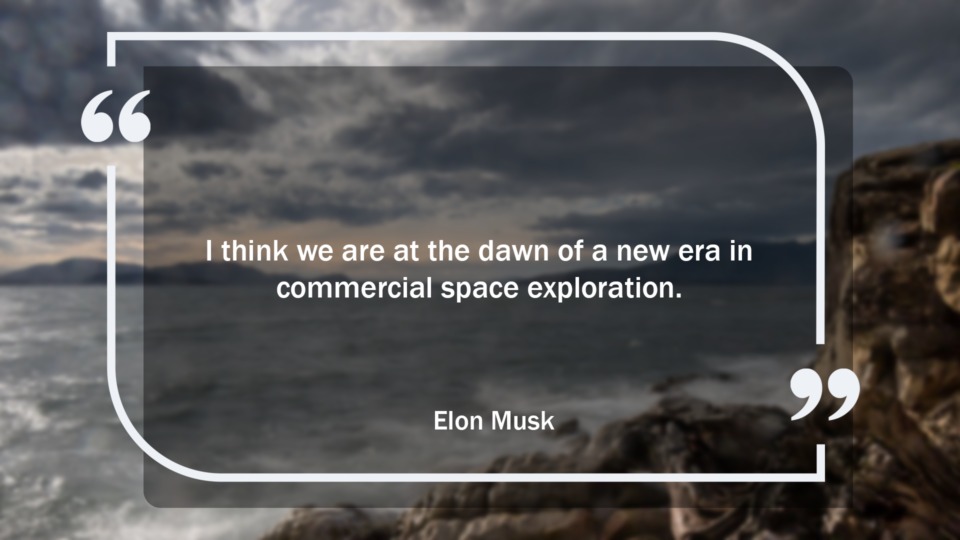 I think we are at the dawn of a new era in
commercial space exploration.
Elon Musk